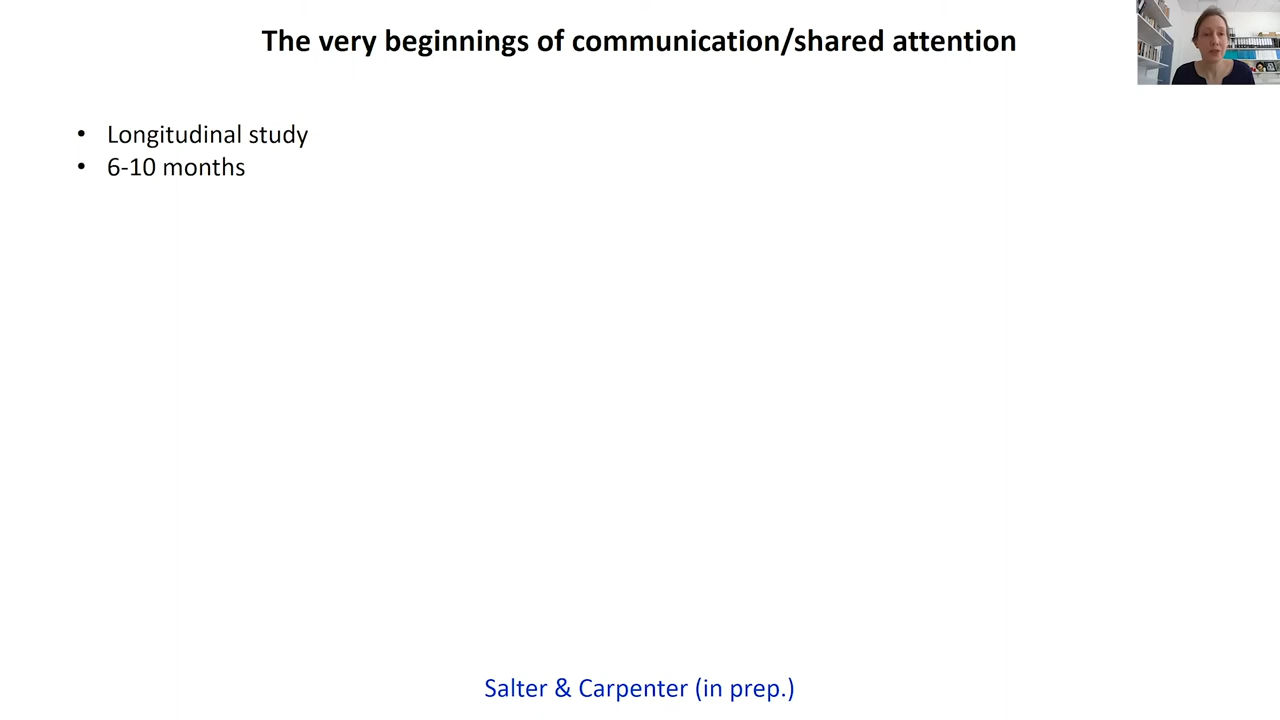 The very beginnings of communication/shared attention
• Longitudinal study
• 6-10 months
Salter & Carpenter (in prep.)